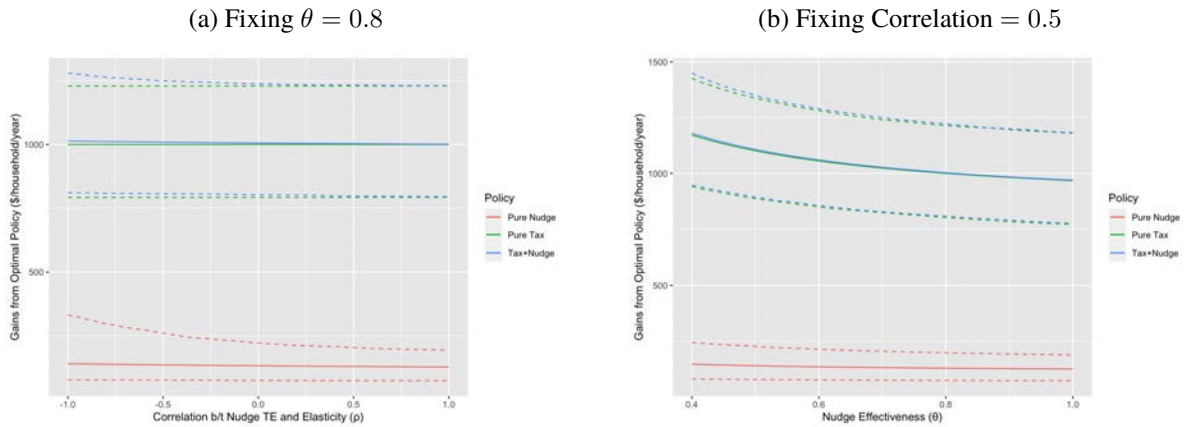 (a) Fixing θ = 0.8
Gains from Optimal Policy ($/household/year)
1000
500
-1.0
-0.5
0.0
0.5
1.0
Correlation b/t Nudge TE and Elasticity (ρ)
Policy
Pure Nudge
Pure Tax
Tax+Nudge
(b) Fixing Correlation = 0.5
Gains from Optimal Policy ($/household/year)
1500
1000
500
0.4
0.6
0.8
1.0
Nudge Effectiveness (θ)
Policy
Pure Nudge
Pure Tax
Tax+Nudge